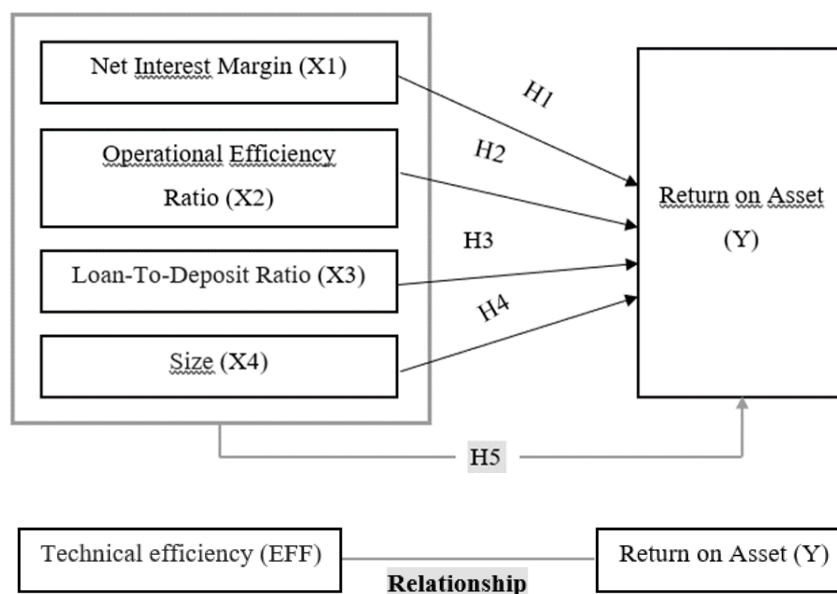 Net Interest Margin (X1)
Operational Efficiency
Ratio (X2)
Loan-To-Deposit Ratio (X3)
Size (X4)
H1
H2
H3
H4
Return on Asset
(Y)
H5
Technical efficiency (EFF)
Relationship
Return on Asset (Y)